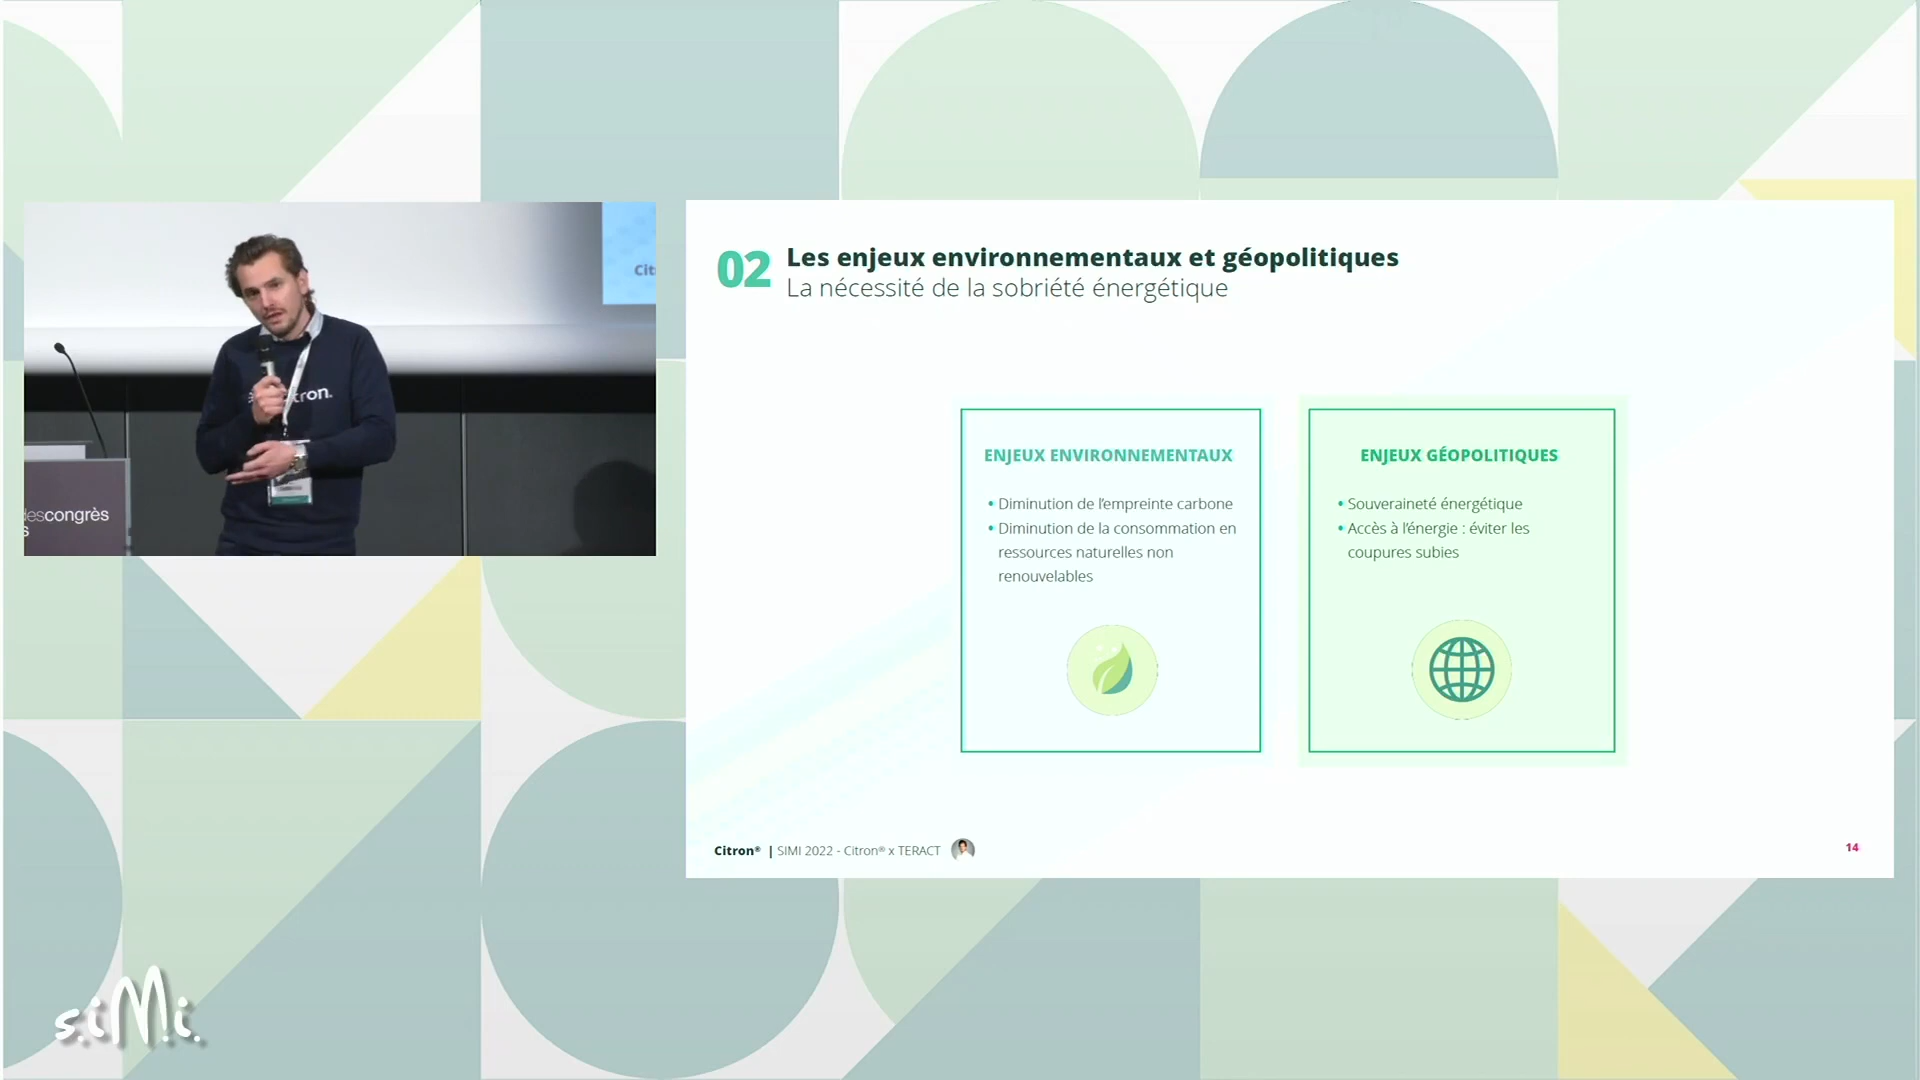 Cit
tron.
descongrès
s
02
Les enjeux environnementaux et géopolitiques
La nécessité de la sobriété énergétique
ENJEUX ENVIRONNEMENTAUX
• Diminution de l'empreinte carbone
• Diminution de la consommation en
ressources naturelles non
renouvelables
ENJEUX GÉOPOLITIQUES
• Souveraineté énergétique
• Accès à l'énergie : éviter les
coupures subies
Citron® | SIMI 2022 - Citron® x TERACT
14
s.iMi.